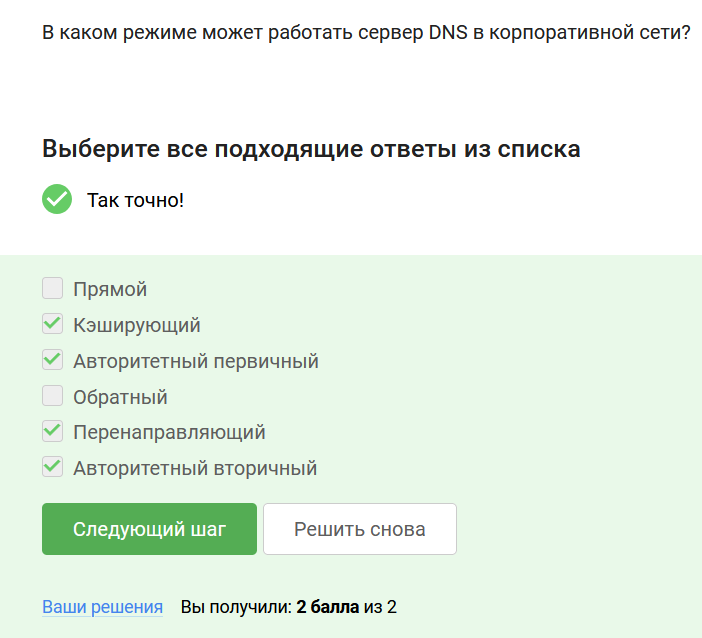 В каком режиме может работать сервер DNS в корпоративной сети?
Выберите все подходящие ответы из списка
Так точно!
Прямой
Кэширующий
Авторитетный первичный
Обратный
Перенаправляющий
Авторитетный вторичный
Следующий шаг Решить снова
Ваши решения Вы получили: 2 балла из 2